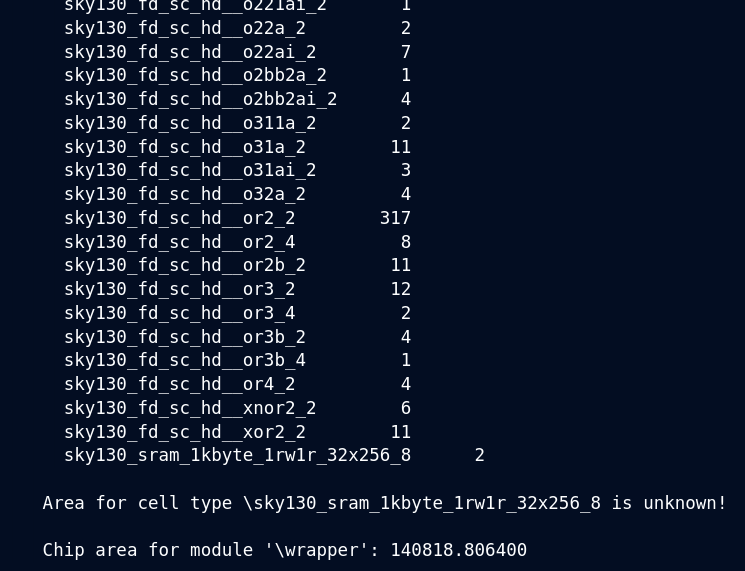 sky130_fd_sc_hd__o221ai_2 1
sky130_fd_sc_hd__o22a_2 2
sky130_fd_sc_hd__o22ai_2 7
sky130_fd_sc_hd__o2bb2a_2 1
sky130_fd_sc_hd__o2bb2ai_2 4
sky130_fd_sc_hd__o311a_2 2
sky130_fd_sc_hd__o31a_2 11
sky130_fd_sc_hd__o31ai_2 3
sky130_fd_sc_hd__o32a_2 4
sky130_fd_sc_hd__or2_2 317
sky130_fd_sc_hd__or2_4 8
sky130_fd_sc_hd__or2b_2 11
sky130_fd_sc_hd__or3_2 12
sky130_fd_sc_hd__or3_4 2
sky130_fd_sc_hd__or3b_2 4
sky130_fd_sc_hd__or3b_4 1
sky130_fd_sc_hd__or4_2 4
sky130_fd_sc_hd__xnor2_2 6
sky130_fd_sc_hd__xor2_2 11
sky130_sram_1kbyte_1rw1r_32x256_8 2
Area for cell type \sky130_sram_1kbyte_1rw1r_32x256_8 is unknown!
Chip area for module '\wrapper': 140818.806400